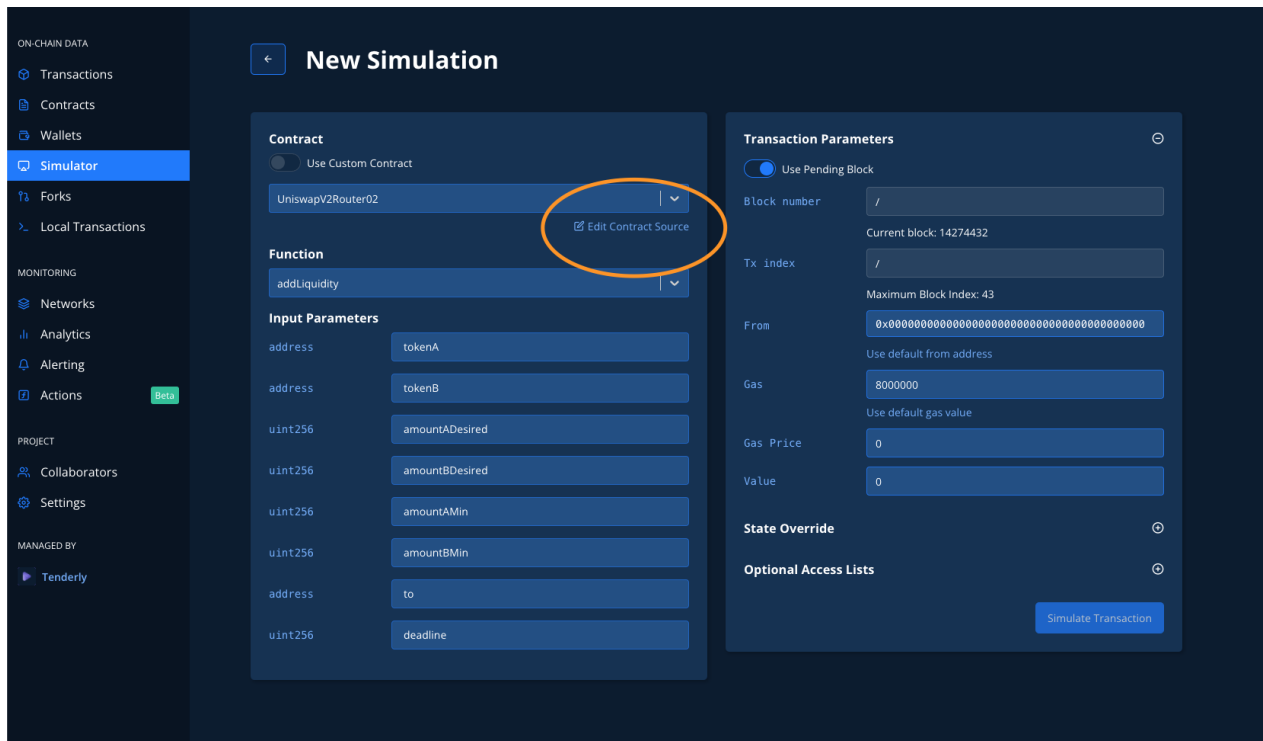 ON-CHAIN DATA
Transactions
Contracts
Wallets
Simulator
Forks
Local Transactions
MONITORING
Networks
Analytics
Alerting
Actions Beta
PROJECT
Collaborators
Settings
MANAGED BY
Tenderly
New Simulation
Contract
Use Custom Contract
UniswapV2Router02
Edit Contract Source
Function
addLiquidity
Input Parameters
address tokenA
address tokenB
uint256 amountADesired
uint256 amountBDesired
uint256 amountAMin
uint256 amountBMin
address to
uint256 deadline
Transaction Parameters
Use Pending Block
Block number /
Current block: 14274432
Tx index /
Maximum Block Index: 43
From 0x0000000000000000000000000000000000000000
Use default from address
Gas 8000000
Use default gas value
Gas Price 0
Value 0
State Override
Optional Access Lists
Simulate Transaction